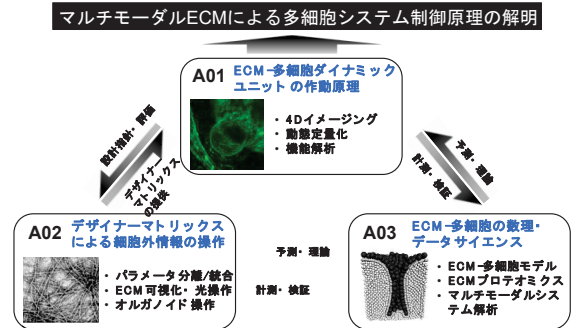 マルチモーダルECMによる多細胞システム制御原理の解明
A01 ECM-多細胞ダイナミック
ユニットの作動原理
・4Dイメージング
・動態定量化
・機能解析
設計指針・評価
デザイナー
マトリックス
の提供
予測・理論
計測・検証
A02 デザイナーマトリックス
による細胞外情報の操作
・パラメータ分離/統合
・ECM可視化・光操作
・オルガノイド操作
予測・理論
計測・検証
A03 ECM-多細胞の数理・
データサイエンス
・ECM-多細胞モデル
・ECMプロテオミクス
・マルチモーダルシス
テム解析